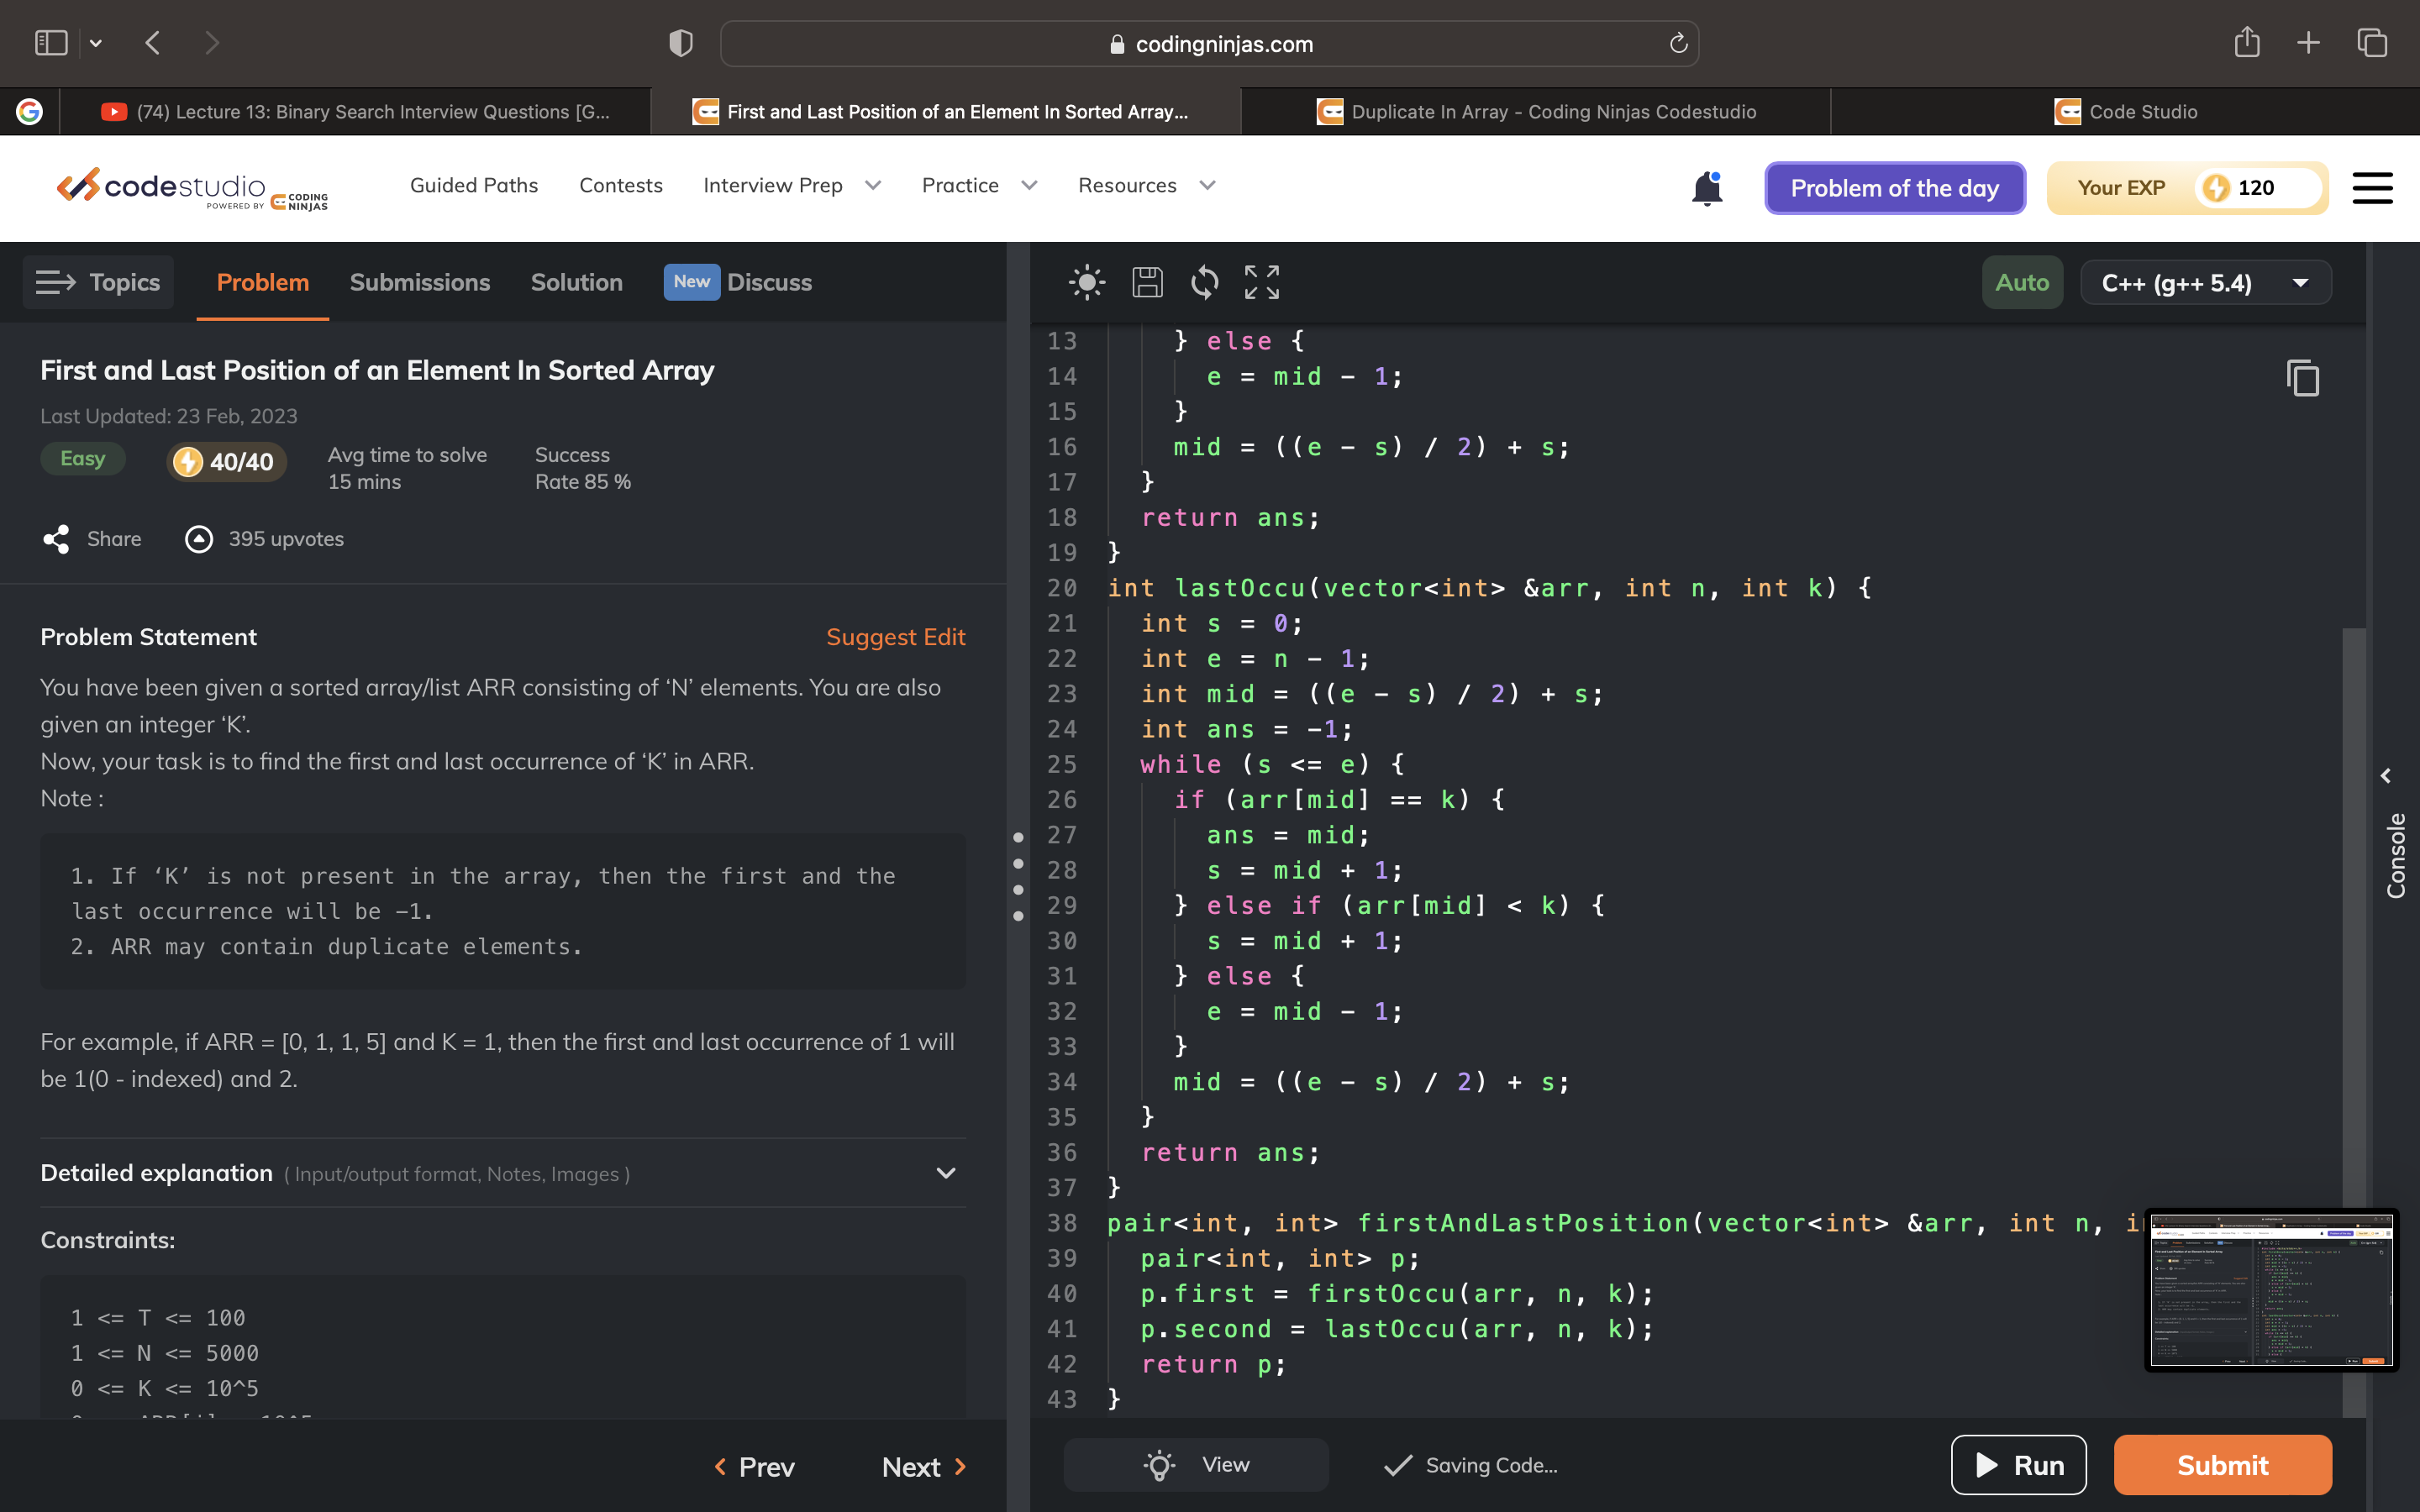 codingninjas.com
(74) Lecture 13: Binary Search Interview Questions [G...
First and Last Position of an Element In Sorted Array...
Duplicate In Array - Coding Ninjas Codestudio
Code Studio
codestudio
POWERED BY CODING NINJAS
Guided Paths
Contests
Interview Prep
Practice
Resources
Problem of the day
Your EXP 120
Topics
Problem
Submissions
Solution
New Discuss
Auto
C++ (g++ 5.4)
First and Last Position of an Element In Sorted Array
Last Updated: 23 Feb, 2023
Easy
40/40
Avg time to solve
15 mins
Success
Rate 85 %
Share
395 upvotes
Problem Statement
Suggest Edit
You have been given a sorted array/list ARR consisting of ‘N’ elements. You are also
given an integer ‘K’.
Now, your task is to find the first and last occurrence of ‘K’ in ARR.
Note :
1. If ‘K’ is not present in the array, then the first and the
last occurrence will be -1.
2. ARR may contain duplicate elements.
For example, if ARR = [0, 1, 1, 5] and K = 1, then the first and last occurrence of 1 will
be 1(0 - indexed) and 2.
Detailed explanation ( Input/output format, Notes, Images )
Constraints:
1 <= T <= 100
1 <= N <= 5000
0 <= K <= 10^5
Prev
Next
13 } else {
14 e = mid - 1;
15 }
16 mid = ((e - s) / 2) + s;
17 }
18 return ans;
19 }
20 int lastOccu(vector<int> &arr, int n, int k) {
21 int s = 0;
22 int e = n - 1;
23 int mid = ((e - s) / 2) + s;
24 int ans = -1;
25 while (s <= e) {
26 if (arr[mid] == k) {
27 ans = mid;
28 s = mid + 1;
29 } else if (arr[mid] < k) {
30 s = mid + 1;
31 } else {
32 e = mid - 1;
33 }
34 mid = ((e - s) / 2) + s;
35 }
36 return ans;
37 }
38 pair<int, int> firstAndLastPosition(vector<int> &arr, int n,
39 pair<int, int> p;
40 p.first = firstOccu(arr, n, k);
41 p.second = lastOccu(arr, n, k);
42 return p;
43 }
Console
View
Saving Code...
Run
Submit